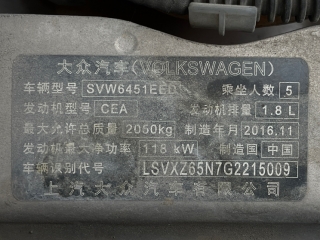 大众汽车(VOLKSWAGEN)
车辆型号 SVW6451EED 乘坐人数 5
发动机型号 CEA 发动机排量 1.8 L
最大允许总质量 2050kg 制造年月 2016.11
发动机最大净功率 118 kW 制造国 中国
车辆识别代号 LSVXZ65N7G2215009
上汽大众汽车有限公司